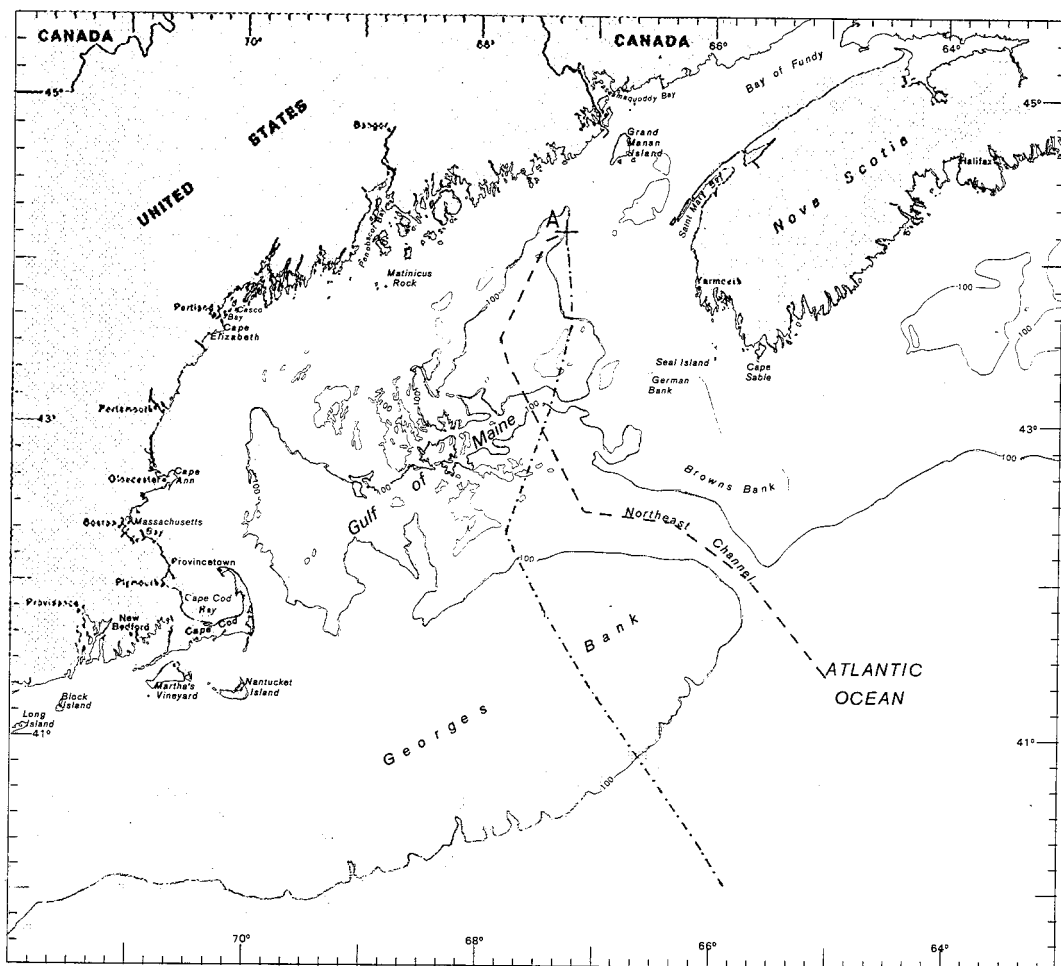 CANADA
70°
68°
CANADA
66°
64°
45°
45°
Bay of Fundy
Passamaquoddy Bay
STATES
UNITED
Bangor
Grand
Manan
Island
Nova
Scotia
Halifax
Saint Mary Bay
A
Penobscot Bay
Matinicus
Rock
100
Yarmouth
100
100
Portland
Casco
Bay
Cape
Elizabeth
Seal Island
German
Bank
Cape
Sable
Portsmouth
43°
43°
100
100
Gulf
of
Maine
100
100
100
Gloucester
Cape
Ann
Browns Bank
Boston
Massachusetts
Bay
Northeast
Channel
Provincetown
100
Plymouth
Providence
Cape Cod
Bay
New
Bedford
Cape Cod
Georges
Bank
Martha's
Vineyard
Nantucket
Island
Block
Island
Long
Island
ATLANTIC
OCEAN
41°
41°
100
70°
68°
66°
64°